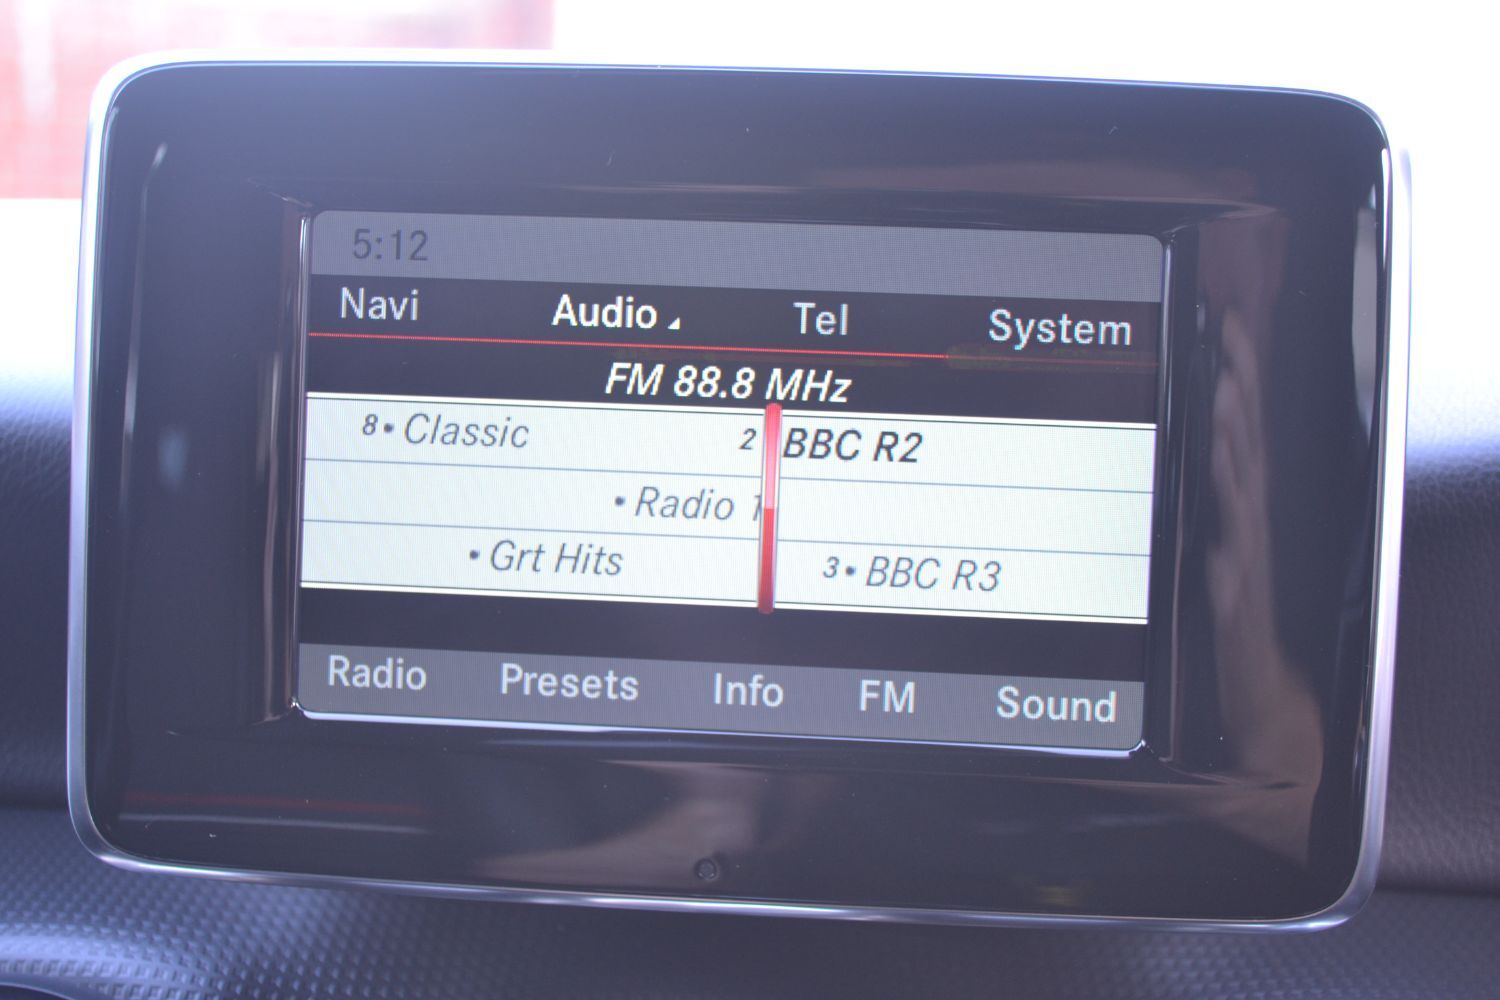 5:12
Navi Audio Tel System
FM 88.8 MHz
8• Classic 2 BBC R2
• Radio 1
• Grt Hits 3• BBC R3
Radio Presets Info FM Sound